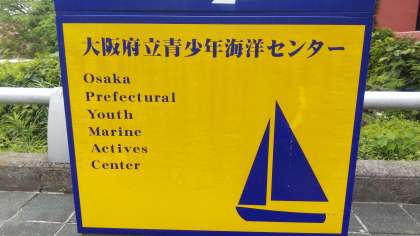 大阪府立青少年海洋センター
Osaka
Prefectural
Youth
Marine
Actives
Center